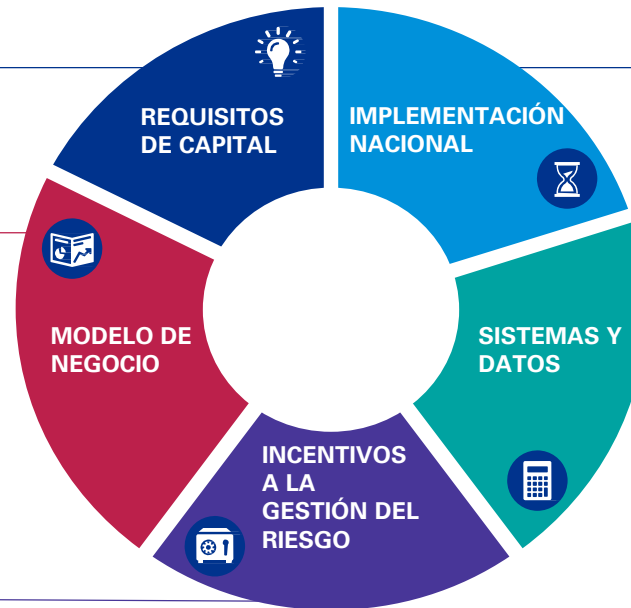 REQUISITOS
DE CAPITAL
IMPLEMENTACIÓN
NACIONAL
MODELO DE
NEGOCIO
SISTEMAS Y
DATOS
INCENTIVOS
A LA
GESTIÓN DEL
RIESGO